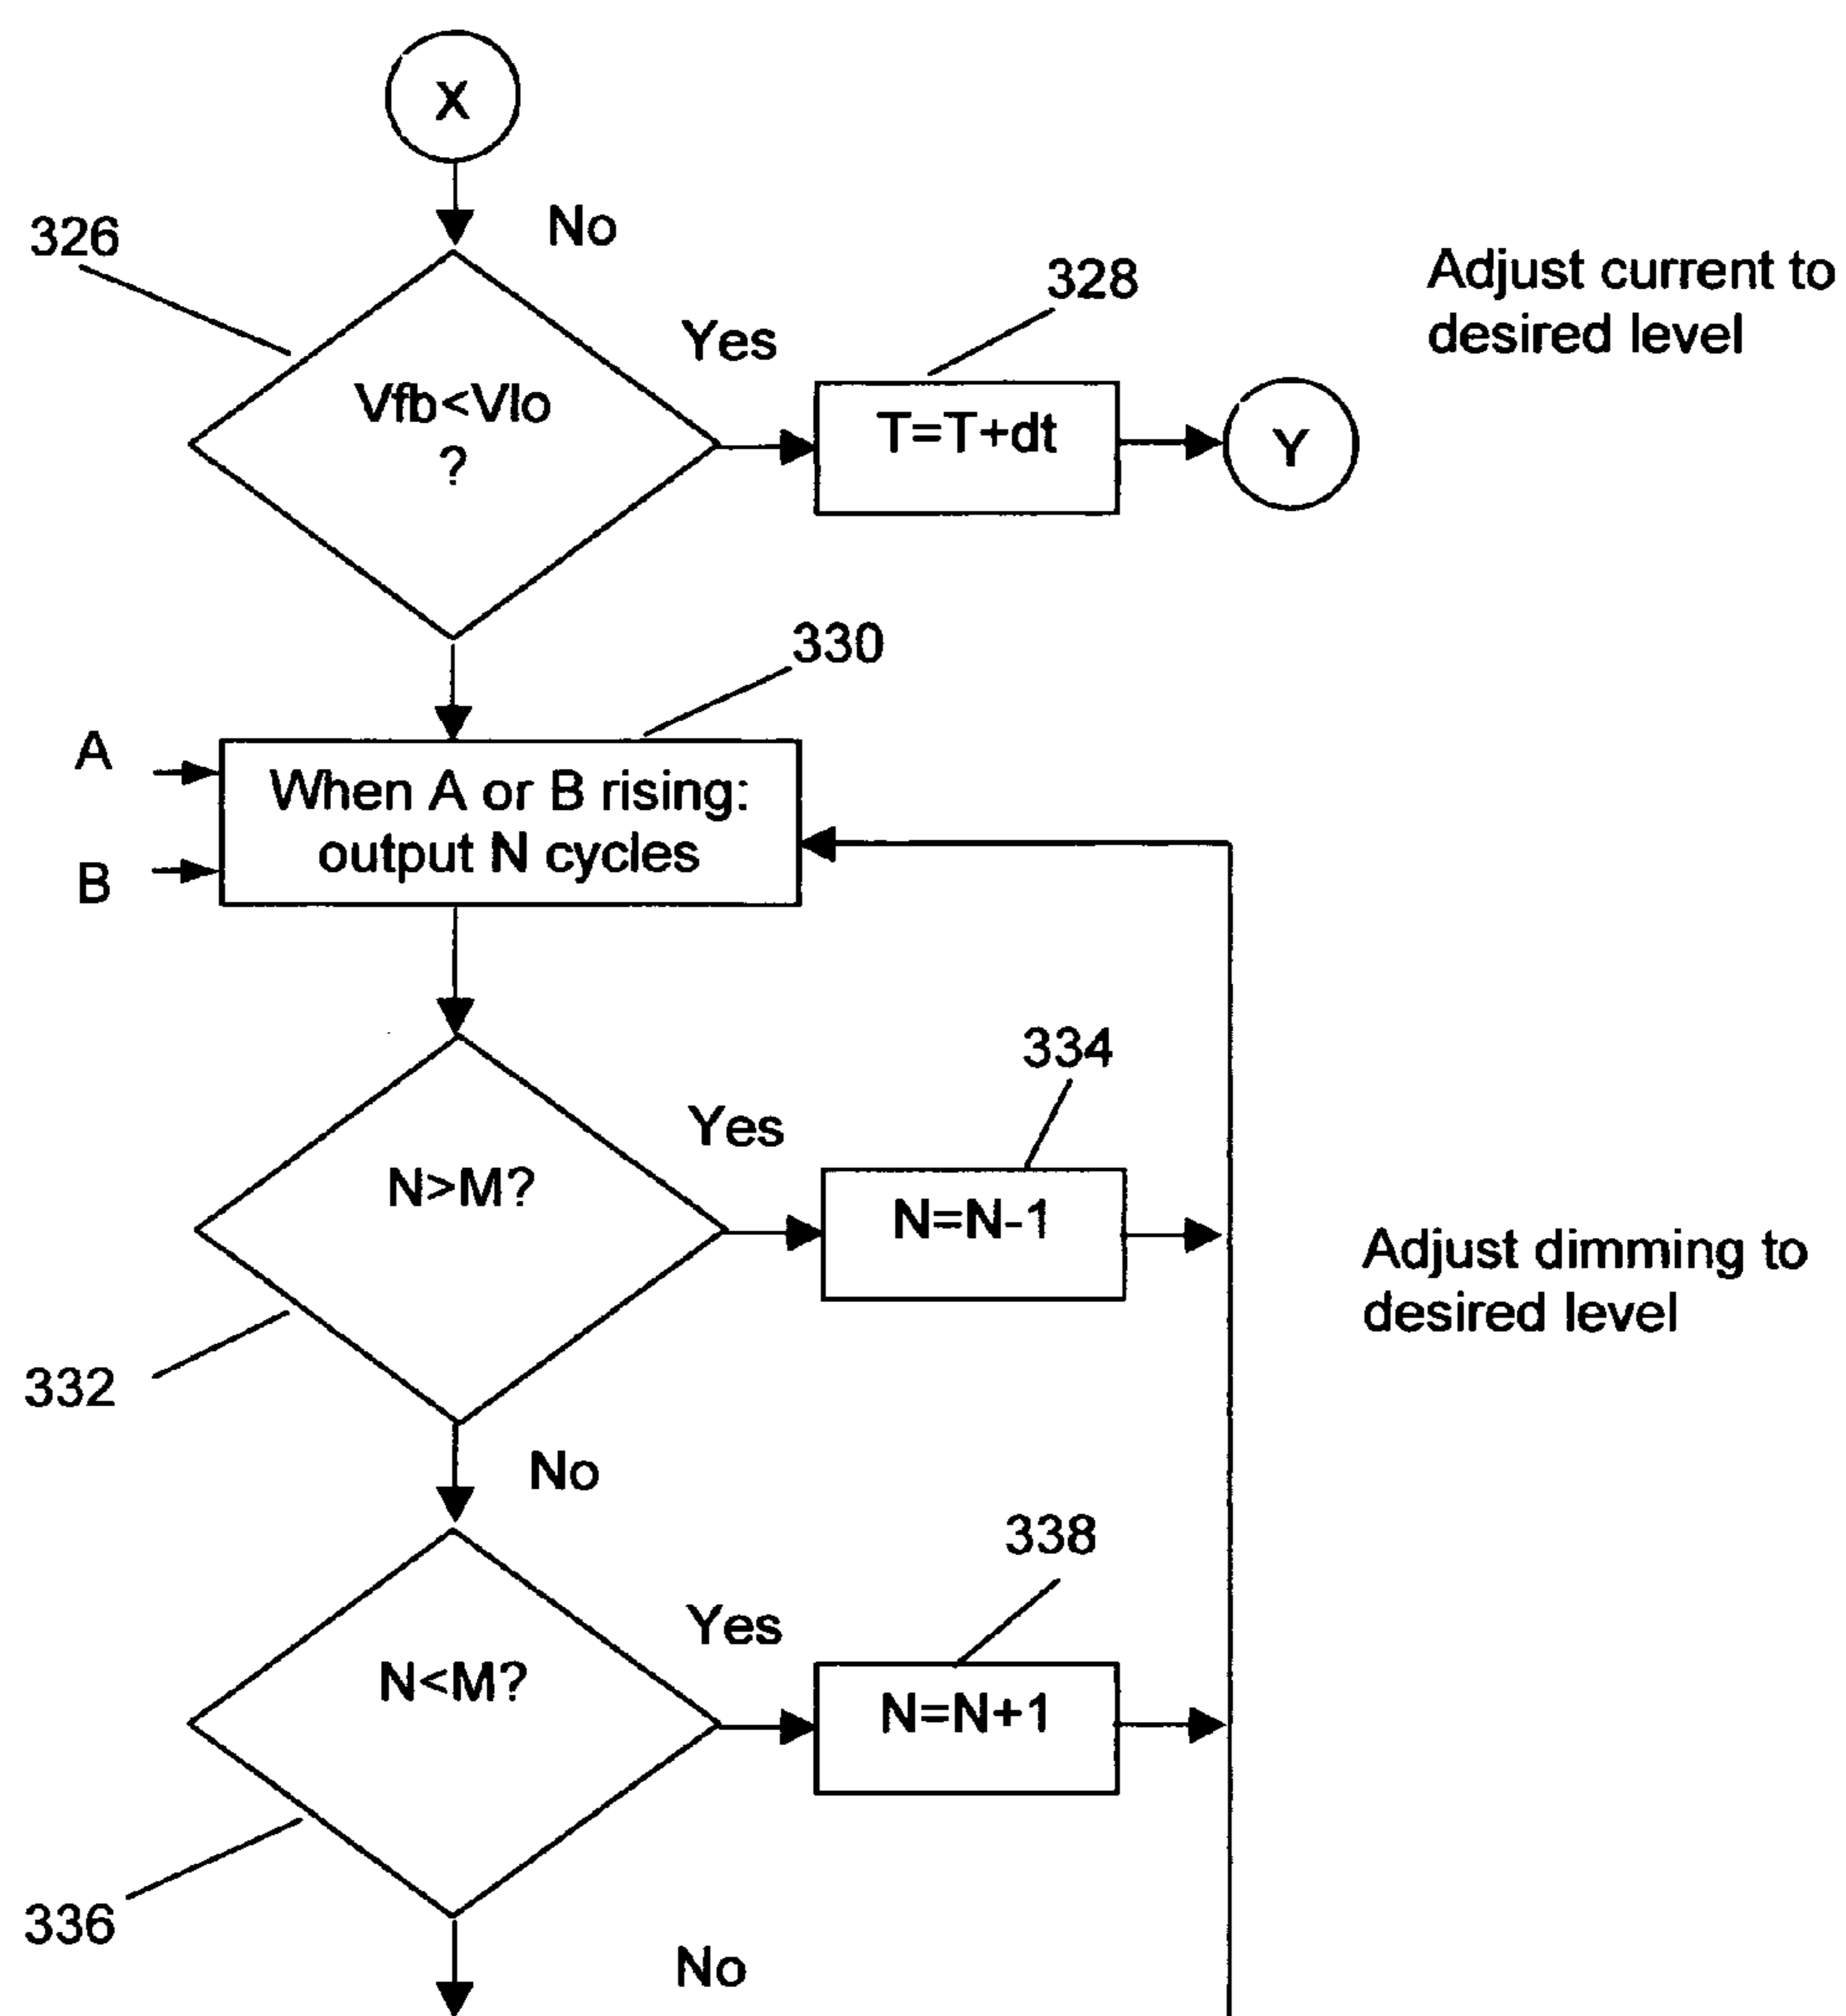 X
No
326
328
Adjust current to
desired level
Yes
Vfb<Vlo
?
T=T+dt
Y
330
A
When A or B rising:
output N cycles
B
334
Yes
N>M?
N=N-1
Adjust dimming to
desired level
332
No
338
Yes
N<M?
N=N+1
336
No